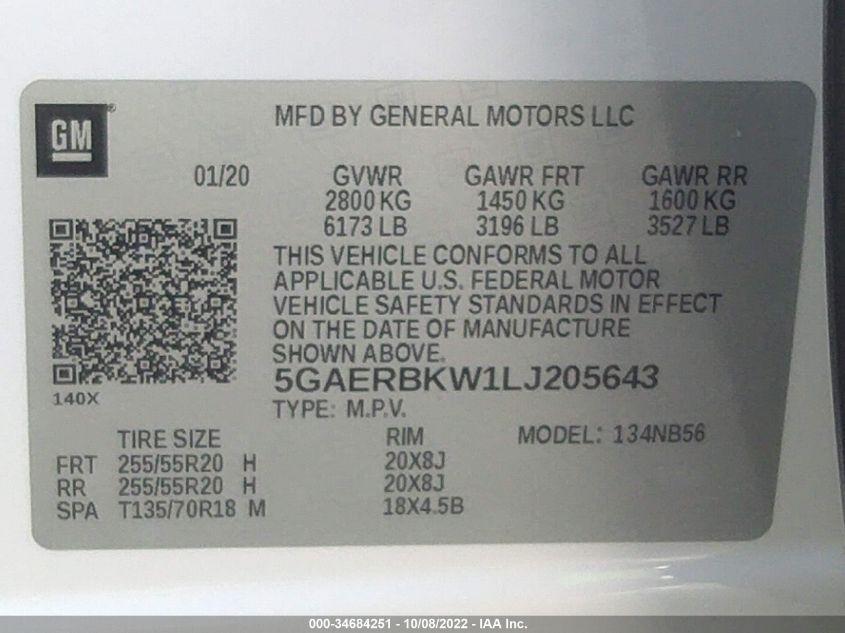 GM®
MFD BY GENERAL MOTORS LLC
01/20 GVWR GAWR FRT GAWR RR
2800 KG 1450 KG 1600 KG
6173 LB 3196 LB 3527 LB
THIS VEHICLE CONFORMS TO ALL
APPLICABLE U.S. FEDERAL MOTOR
VEHICLE SAFETY STANDARDS IN EFFECT
ON THE DATE OF MANUFACTURE
SHOWN ABOVE.
5GAERBKW1LJ205643
140X
TYPE: M.P.V.
TIRE SIZE RIM MODEL: 134NB56
FRT 255/55R20 H 20X8J
RR 255/55R20 H 20X8J
SPA T135/70R18 M 18X4.5B
000-34684251 - 10/08/2022 - IAA Inc.